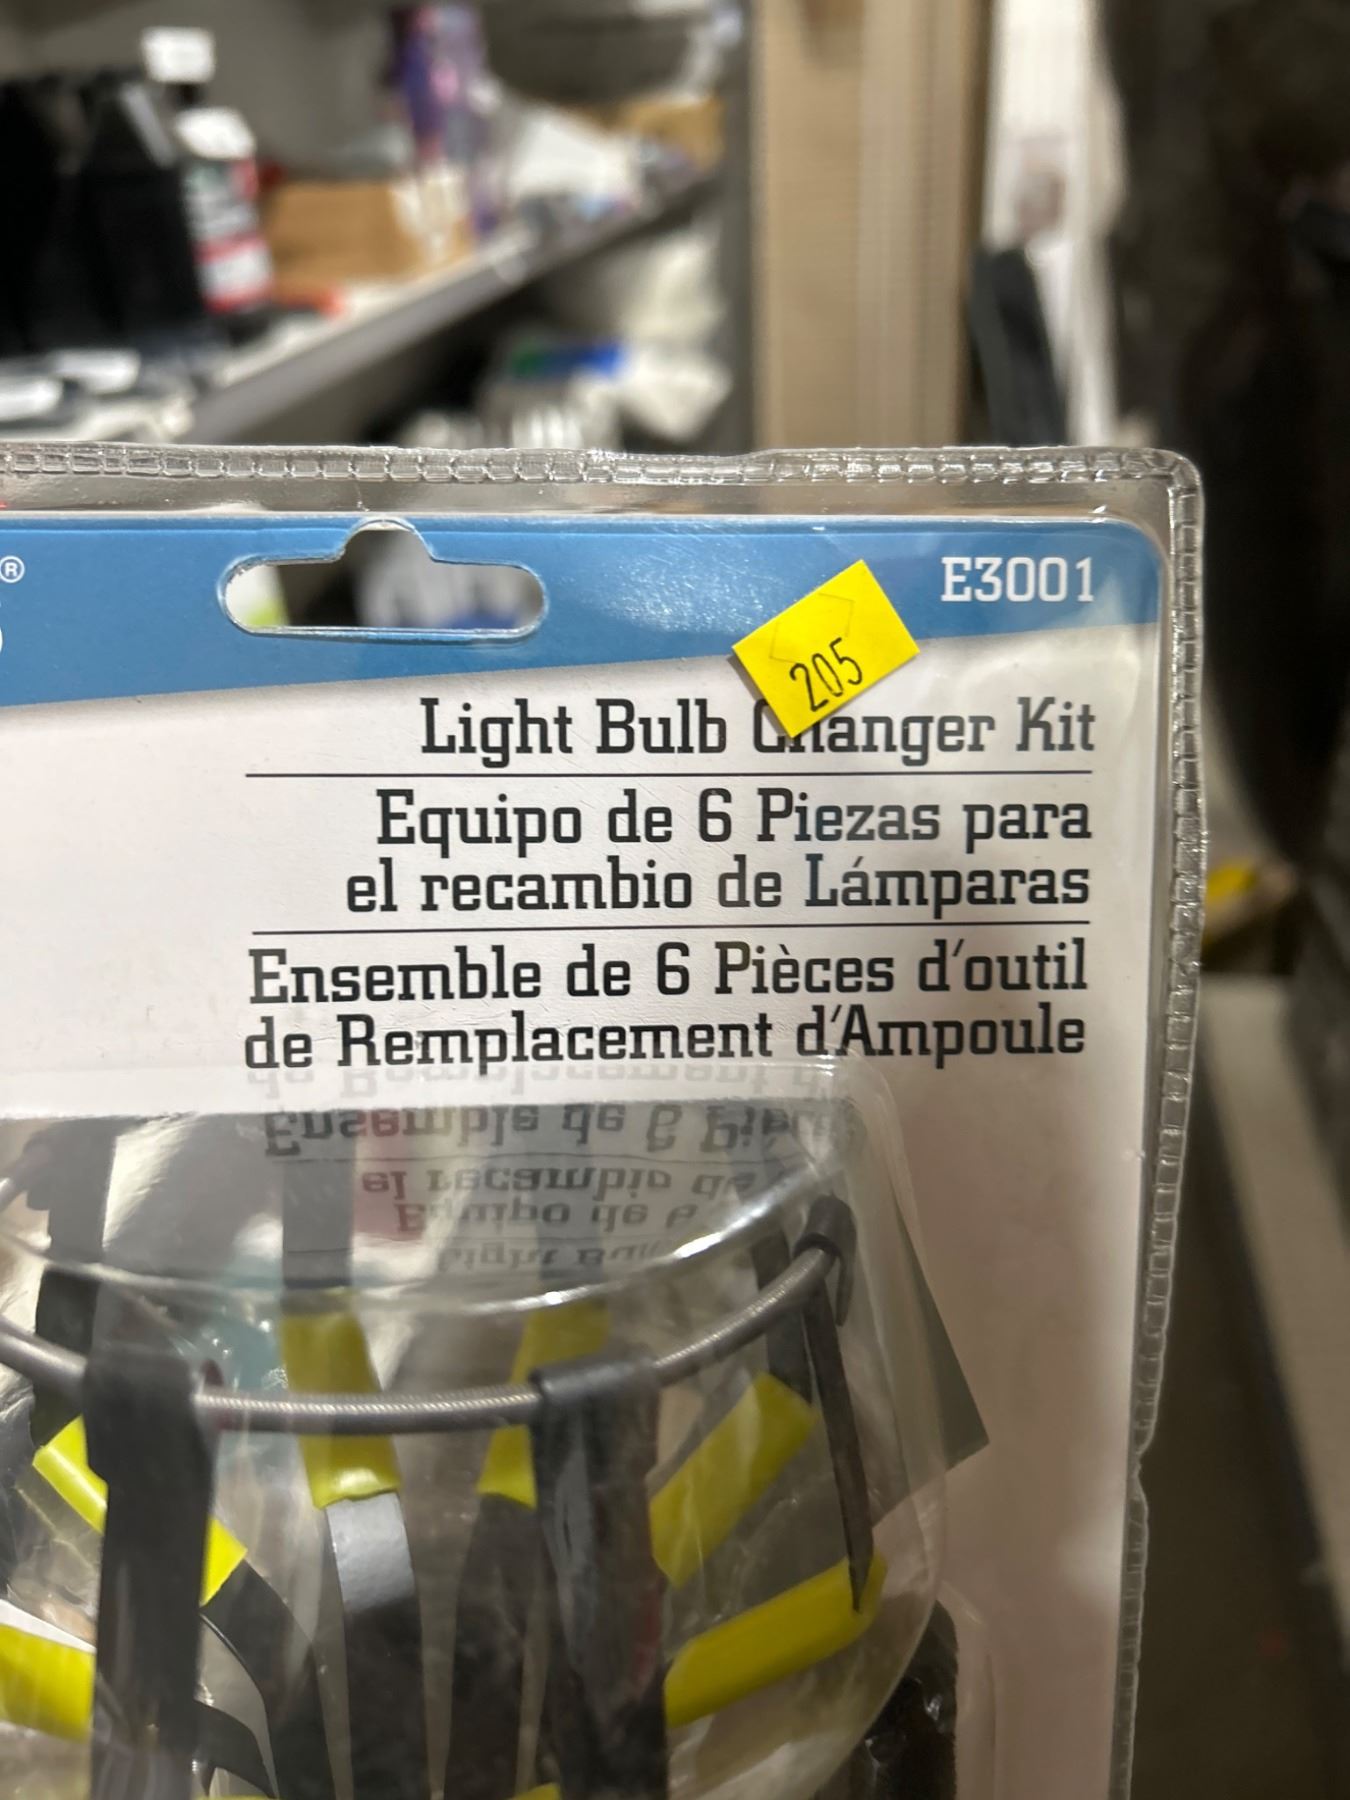 ®
E3001
205
Light Bulb Changer Kit
Equipo de 6 Piezas para
el recambio de Lámparas
Ensemble de 6 Pièces d'outil
de Remplacement d'Ampoule